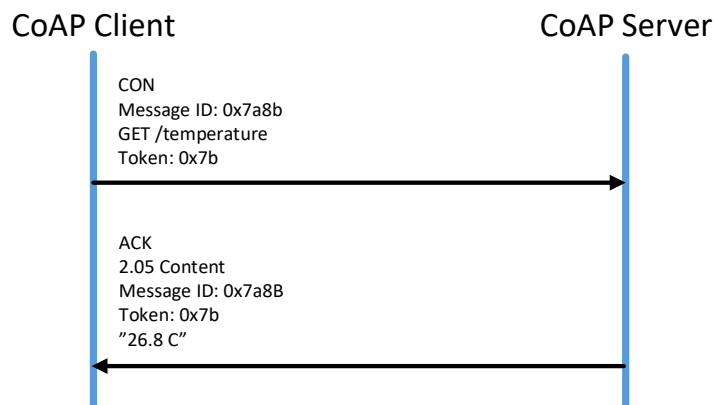 CoAP Client
CoAP Server
CON
Message ID: 0x7a8b
GET /temperature
Token: 0x7b
ACK
2.05 Content
Message ID: 0x7a8B
Token: 0x7b
”26.8 C”